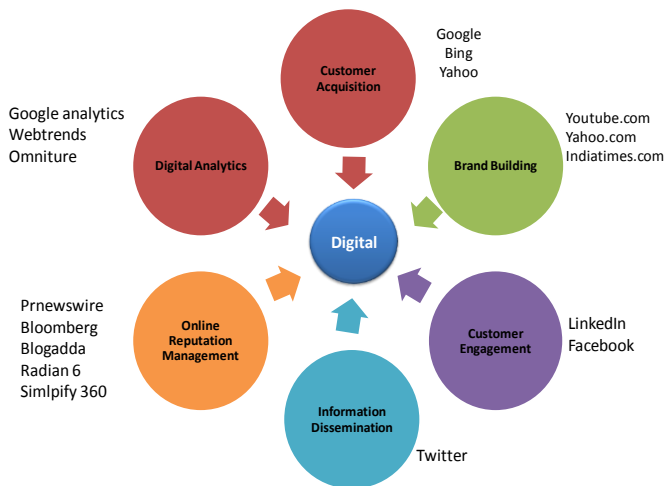 Customer
Acquisition
Google
Bing
Yahoo
Brand Building
Youtube.com
Yahoo.com
Indiatimes.com
Customer
Engagement
LinkedIn
Facebook
Information
Dissemination
Twitter
Online
Reputation
Management
Prnewswire
Bloomberg
Blogadda
Radian 6
Simlpify 360
Digital Analytics
Google analytics
Webtrends
Omniture
Digital